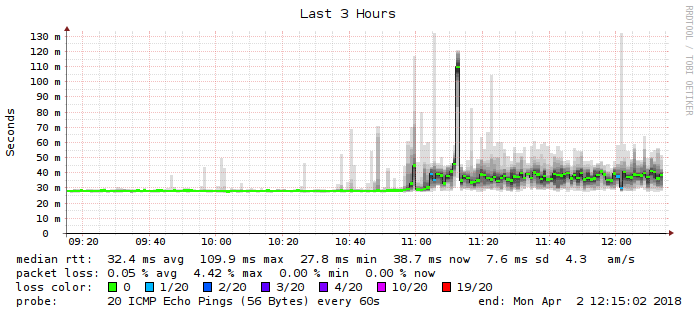 Last 3 Hours
RRDTOOL / TOBI OETIKER
Seconds
130 m
120 m
110 m
100 m
90 m
80 m
70 m
60 m
50 m
40 m
30 m
20 m
10 m
0
09:20 09:40 10:00 10:20 10:40 11:00 11:20 11:40 12:00
median rtt: 32.4 ms avg 109.9 ms max 27.8 ms min 38.7 ms now 7.6 ms sd 4.3 am/s
packet loss: 0.05 % avg 4.42 % max 0.00 % min 0.00 % now
loss color: 0 1/20 2/20 3/20 4/20 10/20 19/20
probe: 20 ICMP Echo Pings (56 Bytes) every 60s end: Mon Apr 2 12:15:02 2018